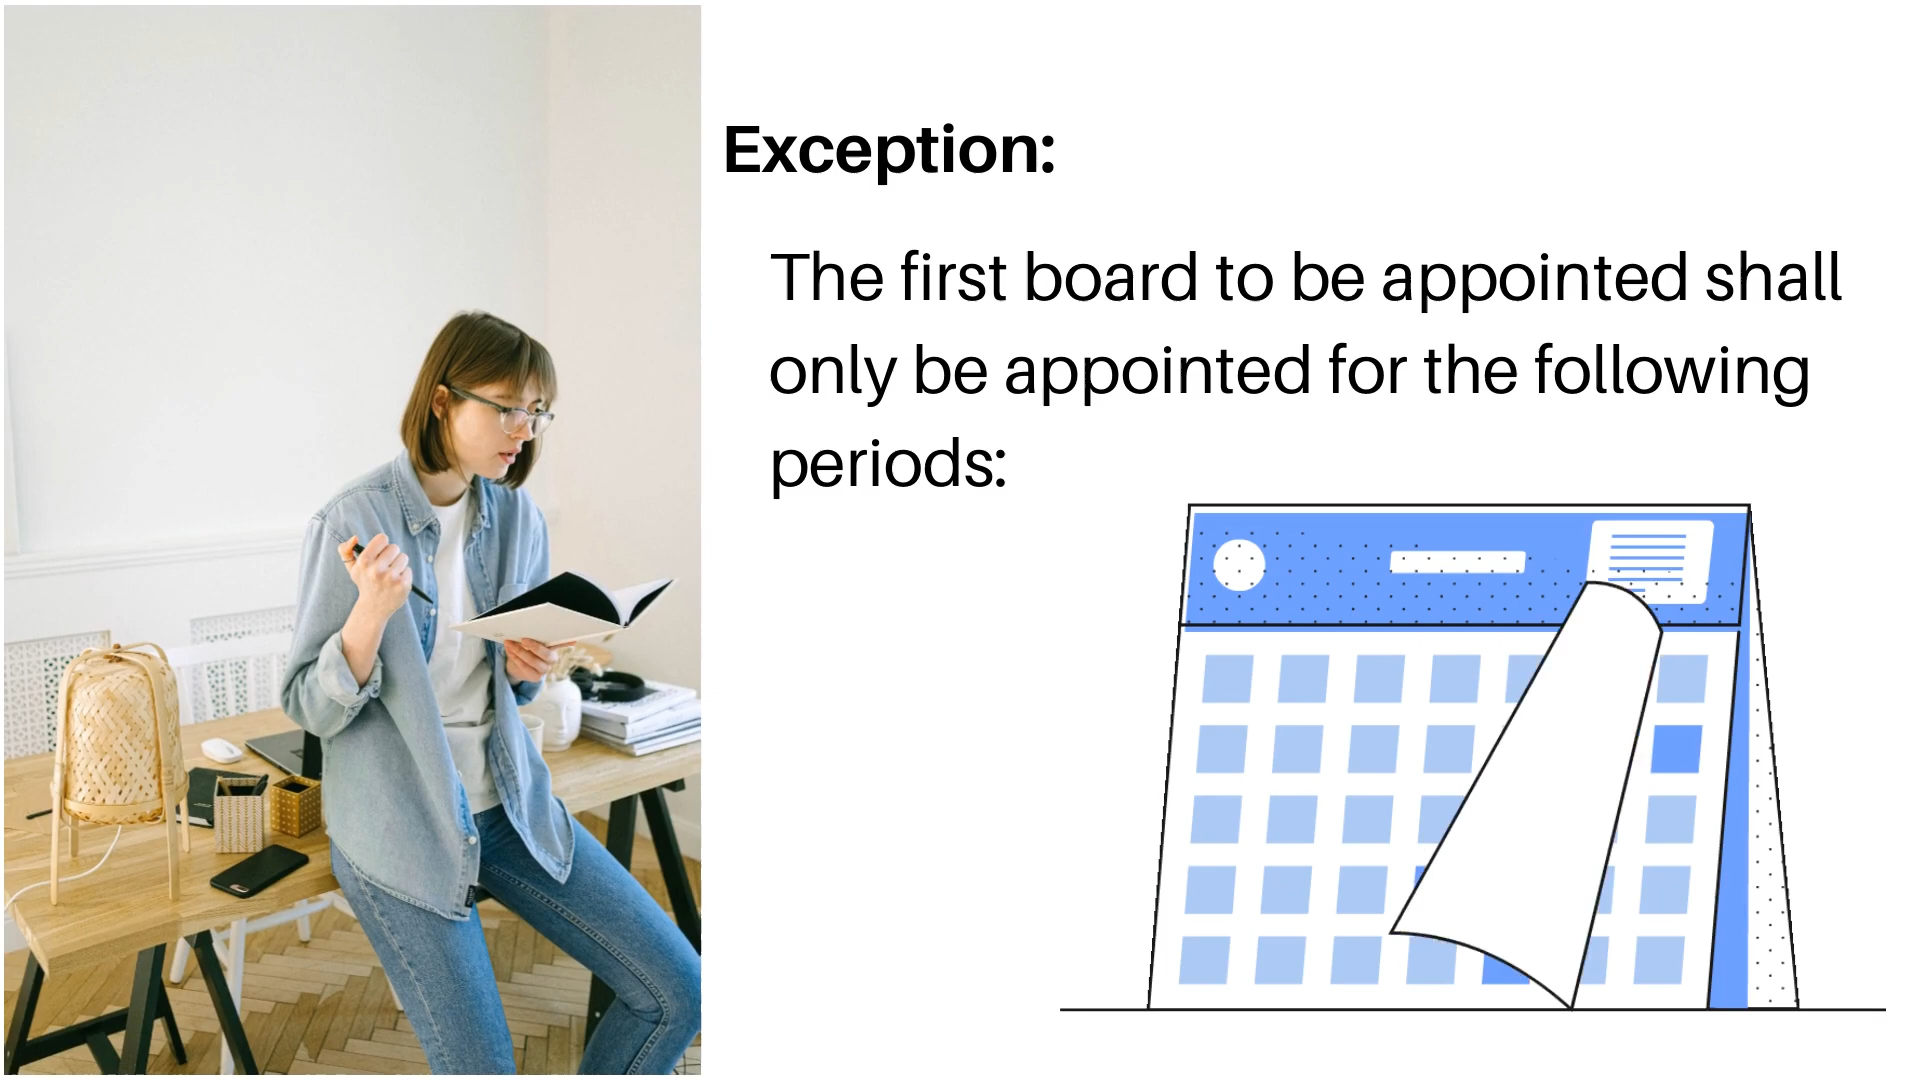 Exception:
The first board to be appointed shall
only be appointed for the following
periods: